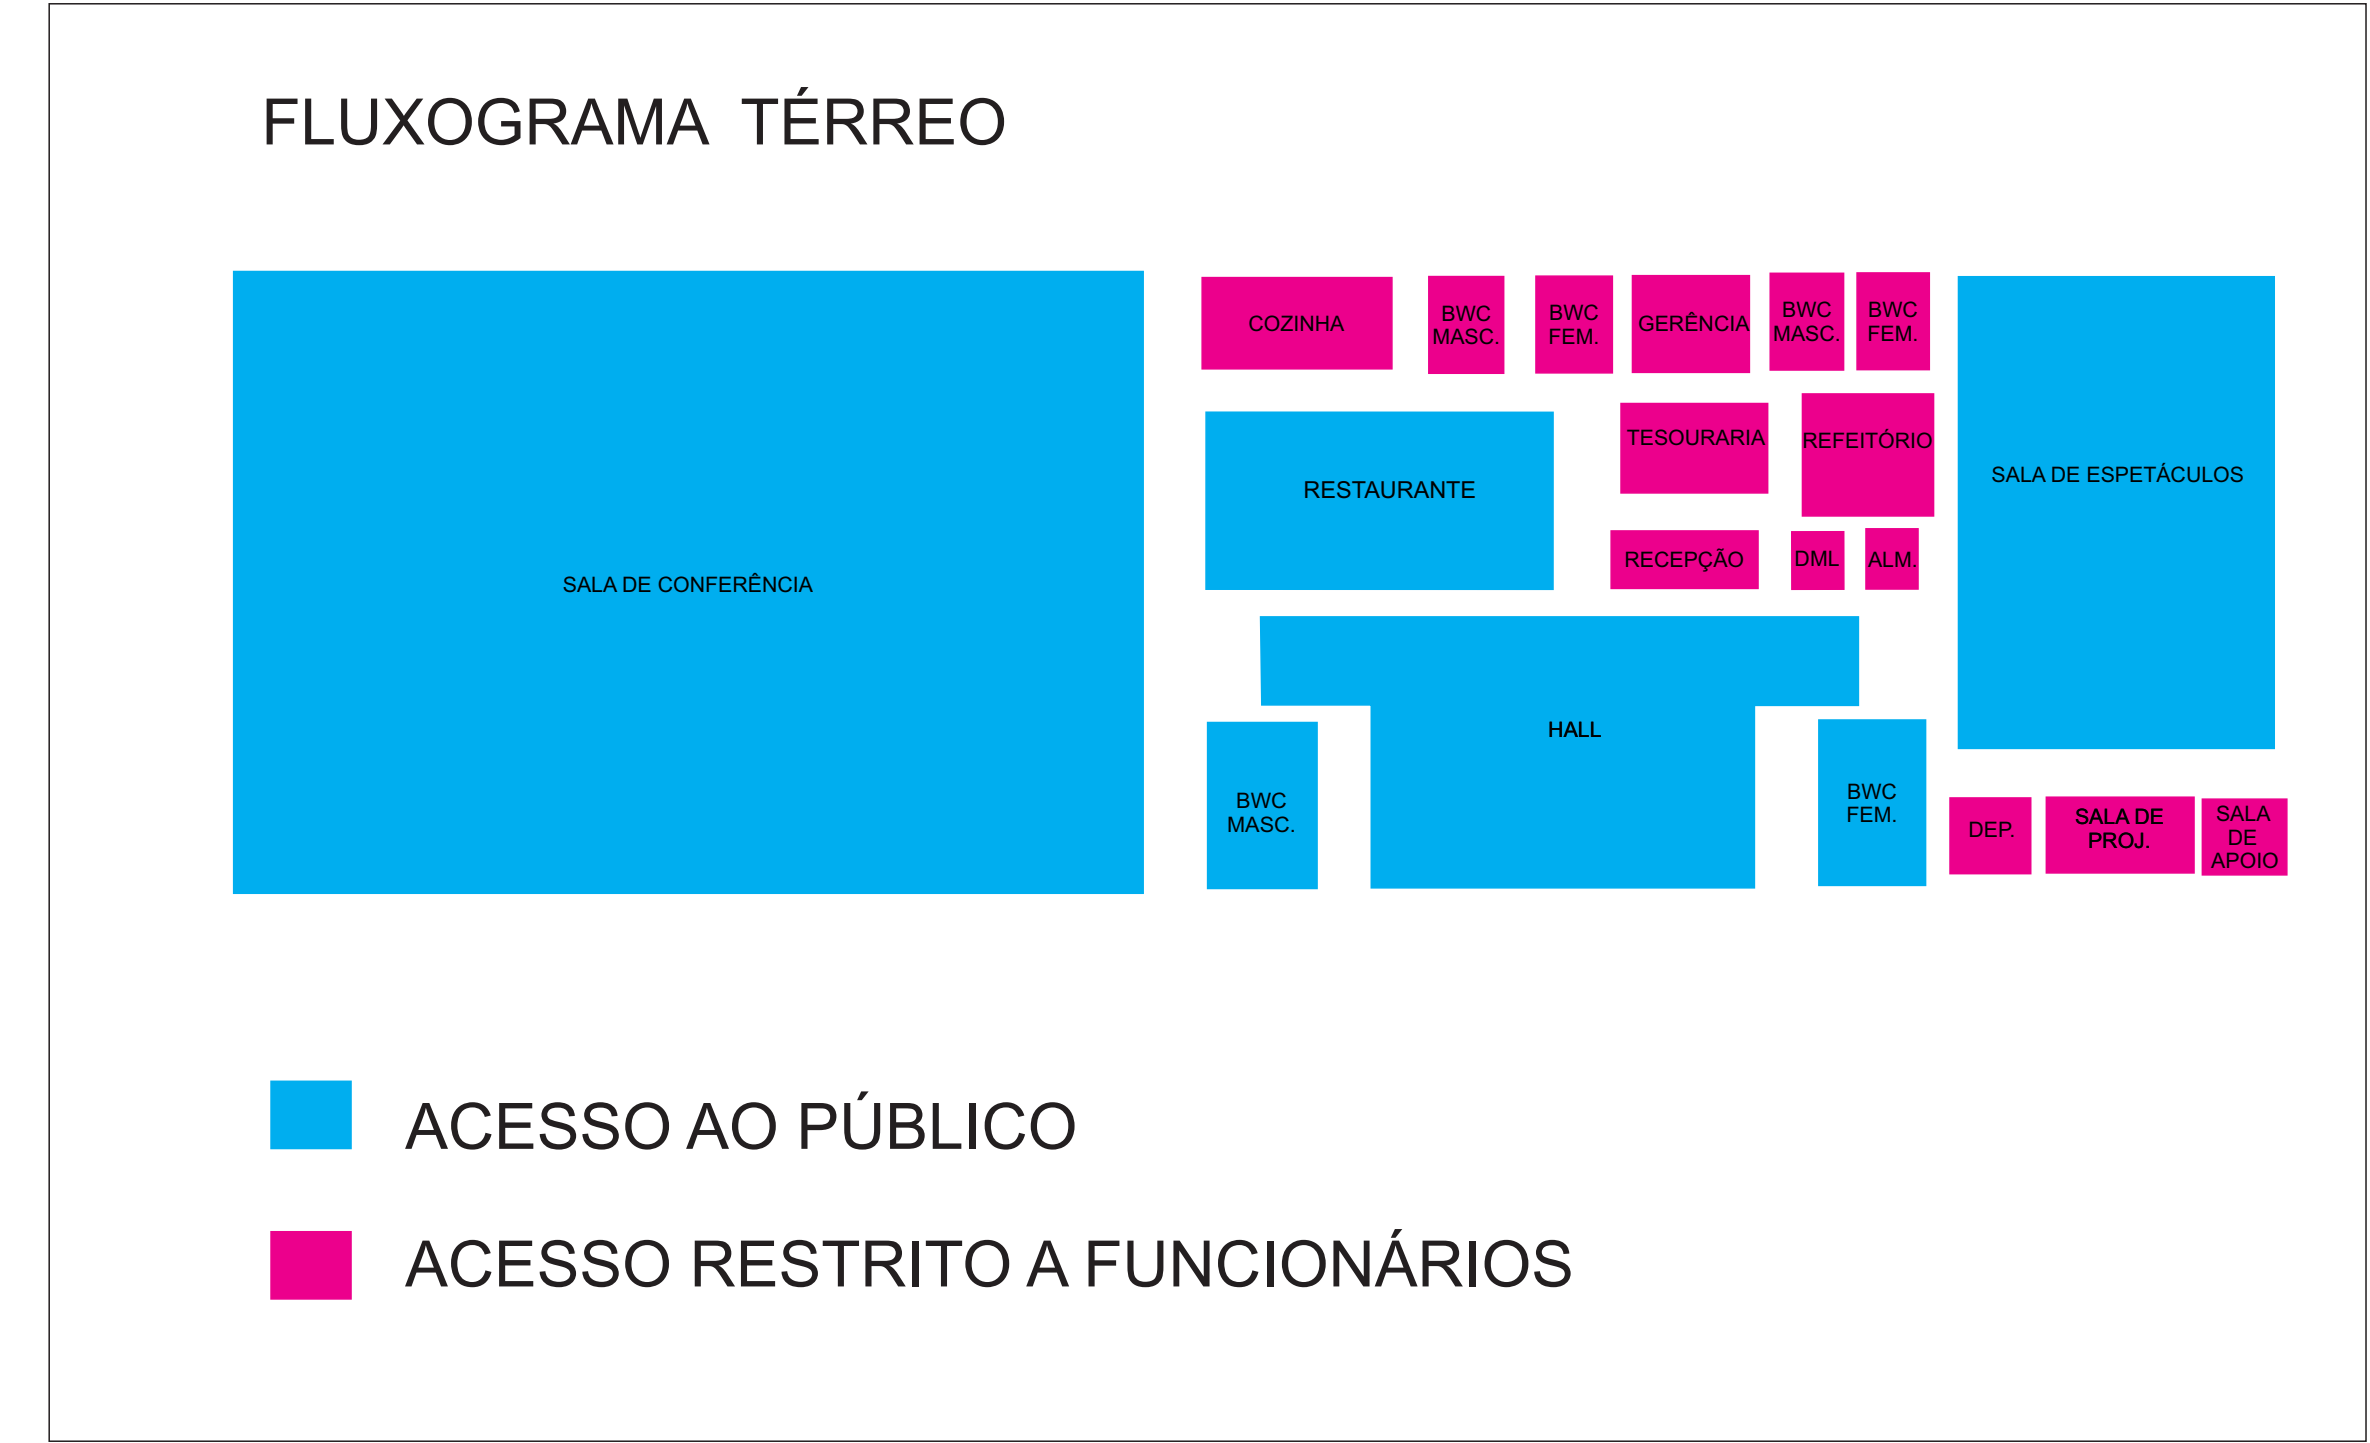 FLUXOGRAMA TÉRREO
SALA DE CONFERÊNCIA
COZINHA
BWC
MASC.
BWC
FEM.
GERÊNCIA
BWC
MASC.
BWC
FEM.
RESTAURANTE
TESOURARIA
REFEITÓRIO
RECEPÇÃO
DML
ALM.
SALA DE ESPETÁCULOS
HALL
BWC
MASC.
BWC
FEM.
DEP.
SALA DE
PROJ.
SALA
DE
APOIO
ACESSO AO PÚBLICO
ACESSO RESTRITO A FUNCIONÁRIOS